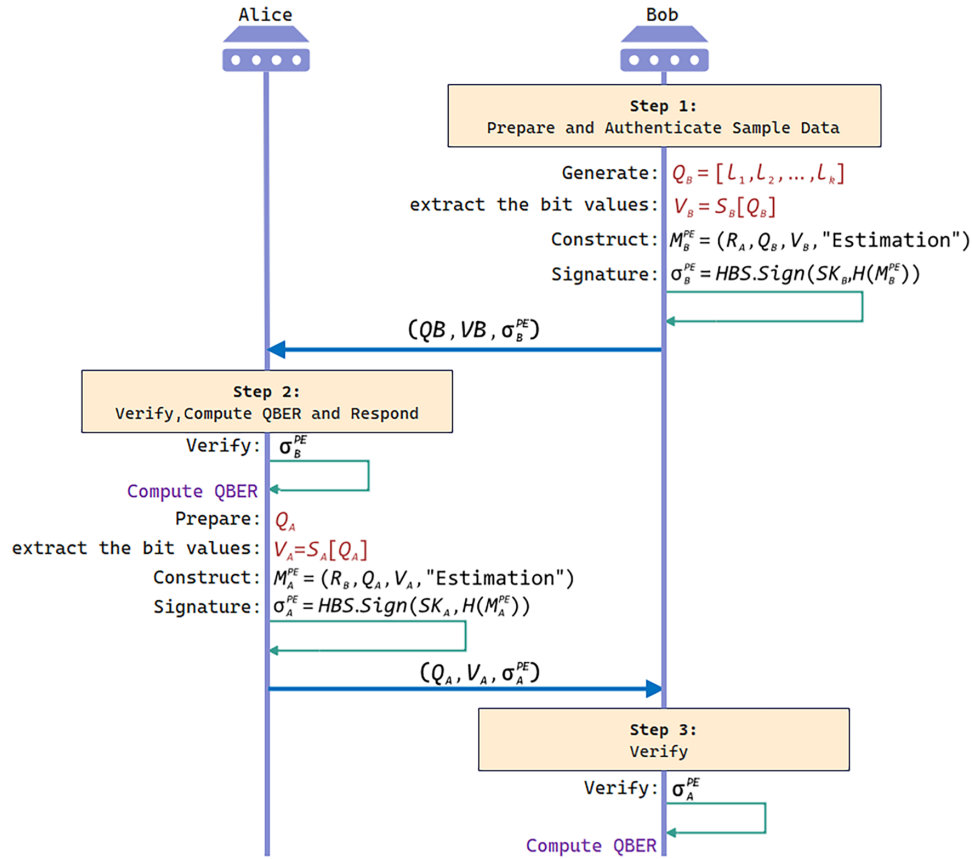 Alice
Bob
Step 1:
Prepare and Authenticate Sample Data
Generate: Q_B = [L_1, L_2, ..., L_k]
extract the bit values: V_B = S_B[Q_B]
Construct: M_B^PE = (R_A, Q_B, V_B, "Estimation")
Signature: σ_B^PE = HBS.Sign(SK_B, H(M_B^PE))
(QB, VB, σ_B^PE)
Step 2:
Verify,Compute QBER and Respond
Verify: σ_B^PE
Compute QBER
Prepare: Q_A
extract the bit values: V_A=S_A[Q_A]
Construct: M_A^PE = (R_B, Q_A, V_A, "Estimation")
Signature: σ_A^PE = HBS.Sign(SK_A, H(M_A^PE))
(Q_A, V_A, σ_A^PE)
Step 3:
Verify
Verify: σ_A^PE
Compute QBER